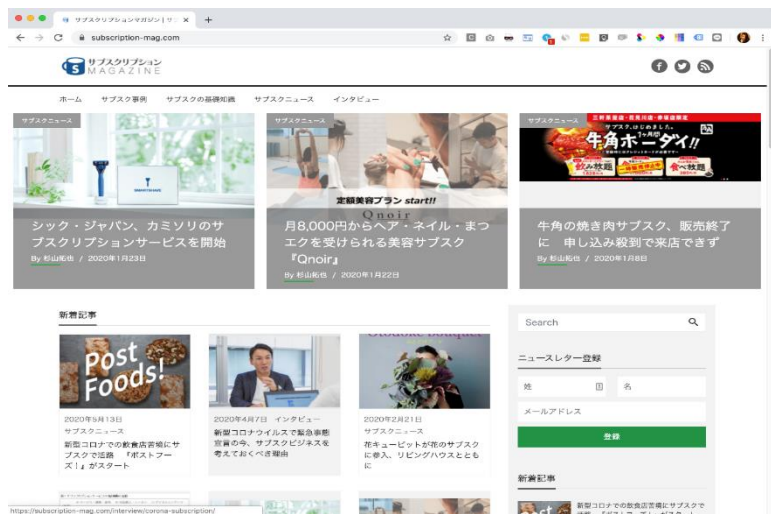 サブスクリプションマガジン | サ
subscription-mag.com
サブスクリプション
MAGAZINE
ホーム サブスク事例 サブスクの基礎知識 サブスクニュース インタビュー
サブスクニュース
シック・ジャパン、カミソリのサ
ブスクリプションサービスを開始
By 杉山拓也 / 2020年1月23日
サブスクニュース
定額美容プラン start!!
Qnoir
月8,000円からヘア・ネイル・まつ
エクを受けられる美容サブスク
『Qnoir』
By 杉山拓也 / 2020年1月22日
サブスクニュース
サブスク、はじめました。
牛角ホーダイ!!
飲み放題
食べ放題
牛角の焼き肉サブスク、販売終了
に 申し込み殺到で来店できず
By 杉山拓也 / 2020年1月8日
新着記事
Post
Foods!
2020年5月13日
サブスクニュース
新型コロナでの飲食店苦境にサ
ブスクで活路 『ポストフー
ズ！』がスタート
2020年4月7日 インタビュー
新型コロナウイルスで緊急事態
宣言の今、サブスクビジネスを
考えておくべき理由
2020年2月21日
サブスクニュース
花キューピットが花のサブスク
に参入、リビングハウスととも
に
Search
ニュースレター登録
姓
名
メールアドレス
登録
新着記事
新型コロナでの飲食店苦境にサブスクで
https://subscription-mag.com/interview/corona-subscription/